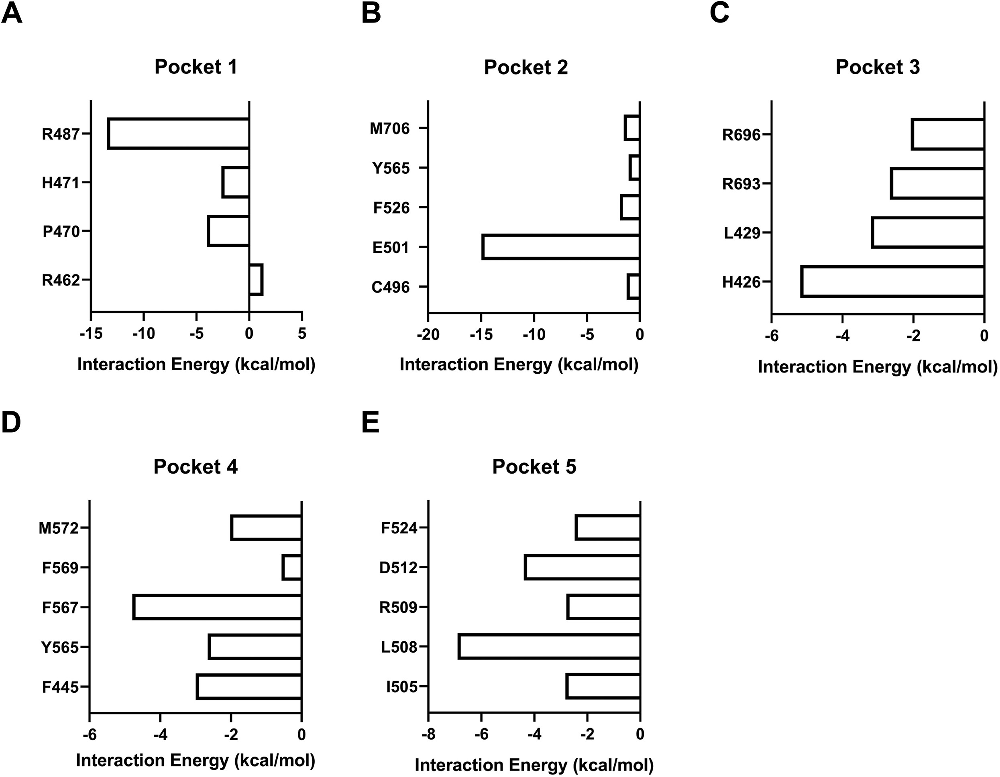 A
Pocket 1
R487
H471
P470
R462
-15 -10 -5 0 5
Interaction Energy (kcal/mol)
B
Pocket 2
M706
Y565
F526
E501
C496
-20 -15 -10 -5 0
Interaction Energy (kcal/mol)
C
Pocket 3
R696
R693
L429
H426
-6 -4 -2 0
Interaction Energy (kcal/mol)
D
Pocket 4
M572
F569
F567
Y565
F445
-6 -4 -2 0
Interaction Energy (kcal/mol)
E
Pocket 5
F524
D512
R509
L508
I505
-8 -6 -4 -2 0
Interaction Energy (kcal/mol)